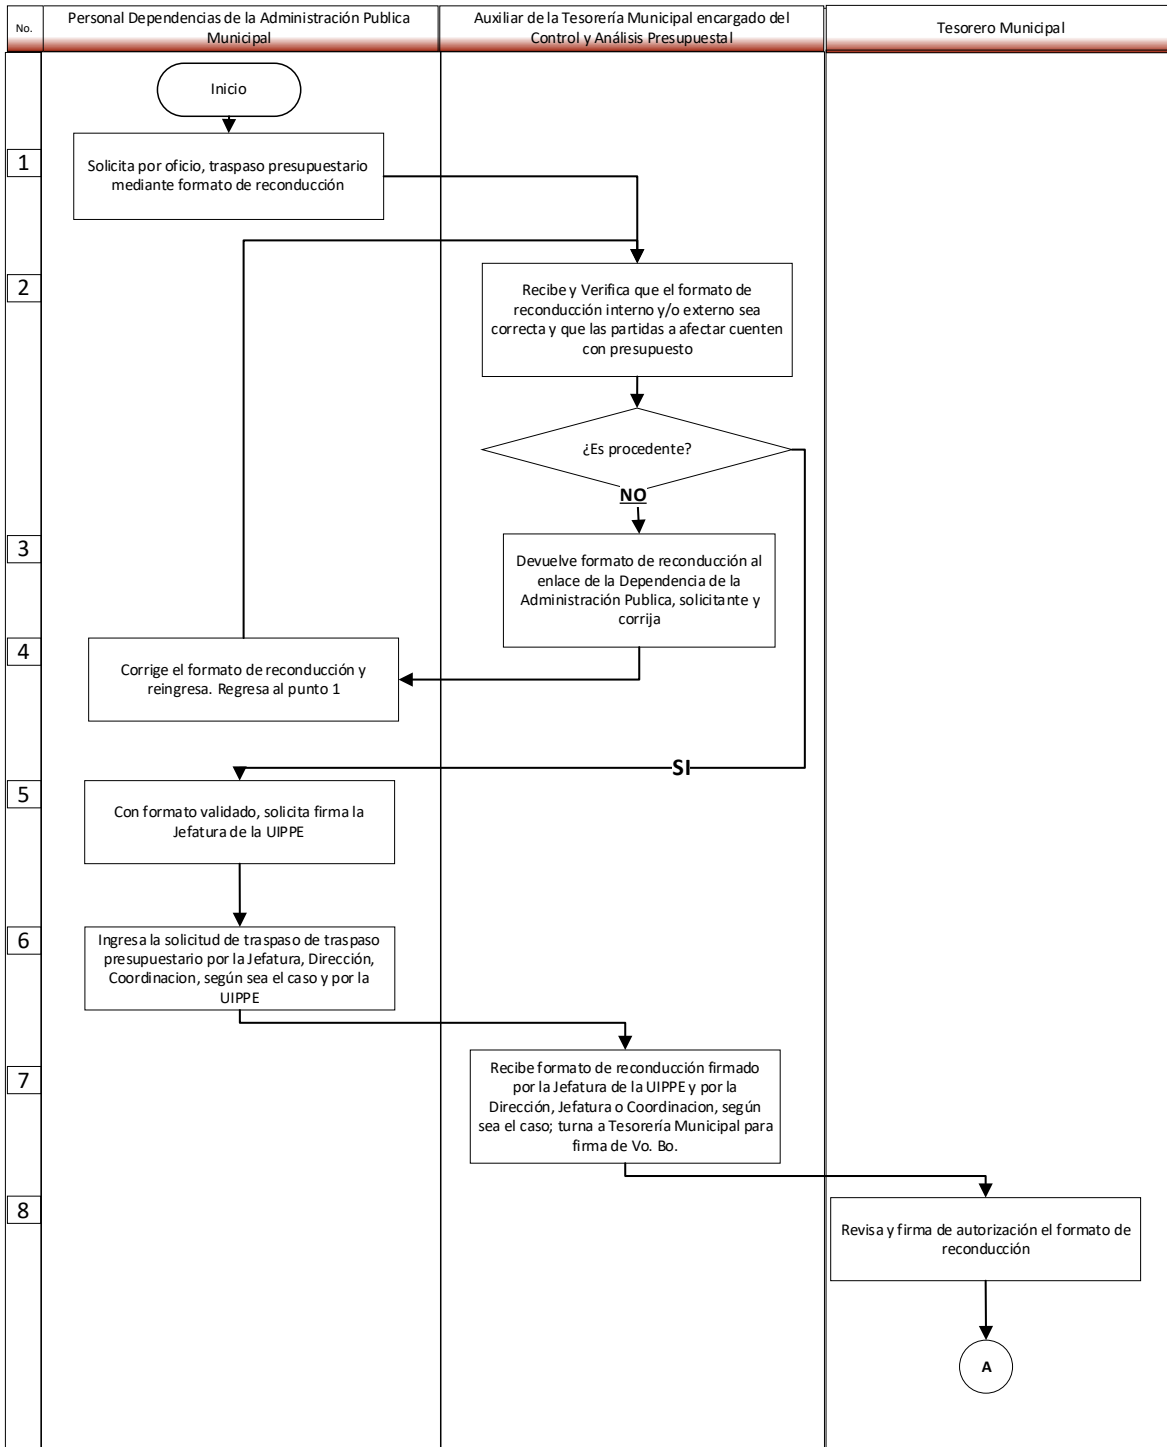 No.
Personal Dependencias de la Administración Publica
Municipal
Auxiliar de la Tesorería Municipal encargado del
Control y Análisis Presupuestal
Tesorero Municipal
Inicio
1
Solicita por oficio, traspaso presupuestario
mediante formato de reconducción
2
Recibe y Verifica que el formato de
reconducción interno y/o externo sea
correcta y que las partidas a afectar cuenten
con presupuesto
¿Es procedente?
NO
3
Devuelve formato de reconducción al
enlace de la Dependencia de la
Administración Publica, solicitante y
corrija
4
Corrige el formato de reconducción y
reingresa. Regresa al punto 1
SI
5
Con formato validado, solicita firma la
Jefatura de la UIPPE
6
Ingresa la solicitud de traspaso de traspaso
presupuestario por la Jefatura, Dirección,
Coordinacion, según sea el caso y por la
UIPPE
7
Recibe formato de reconducción firmado
por la Jefatura de la UIPPE y por la
Dirección, Jefatura o Coordinacion, según
sea el caso; turna a Tesorería Municipal para
firma de Vo. Bo.
8
Revisa y firma de autorización el formato de
reconducción
A